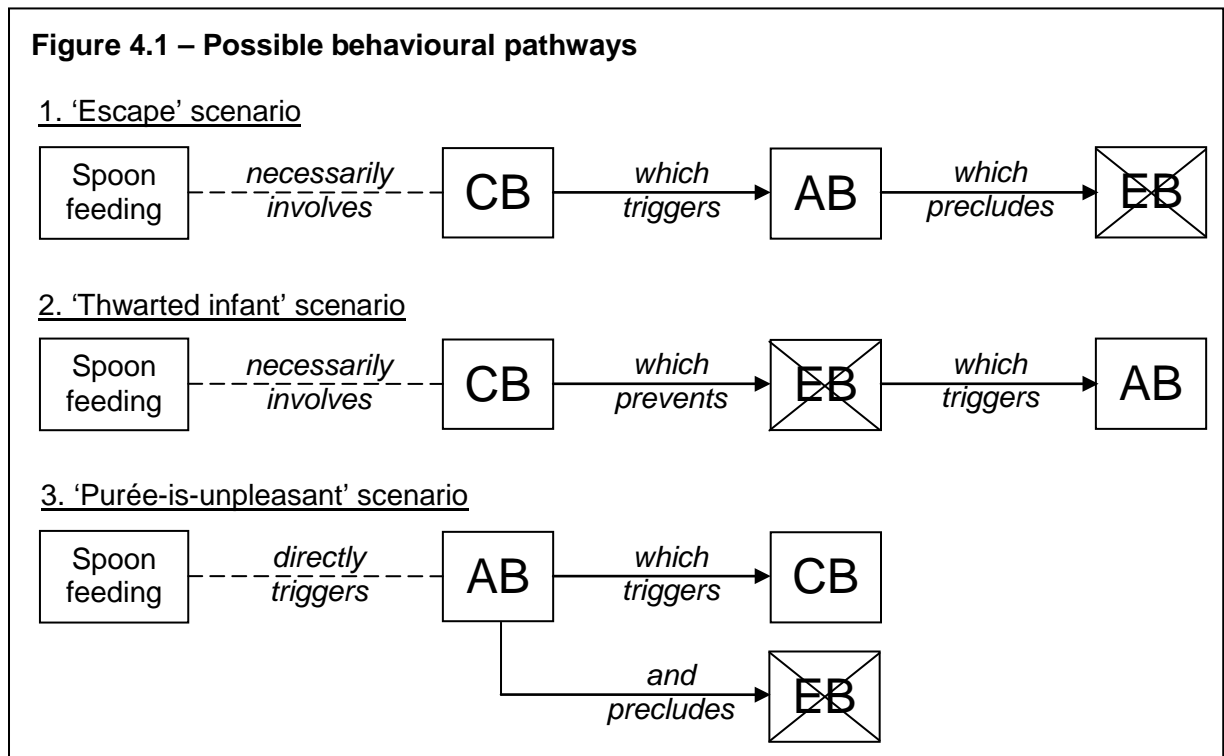 Figure 4.1 – Possible behavioural pathways
1. ‘Escape’ scenario
Spoon
feeding
necessarily
involves
CB
which
triggers
AB
which
precludes
EB
2. ‘Thwarted infant’ scenario
Spoon
feeding
necessarily
involves
CB
which
prevents
EB
which
triggers
AB
3. ‘Purée-is-unpleasant’ scenario
Spoon
feeding
directly
triggers
AB
which
triggers
CB
and
precludes
EB